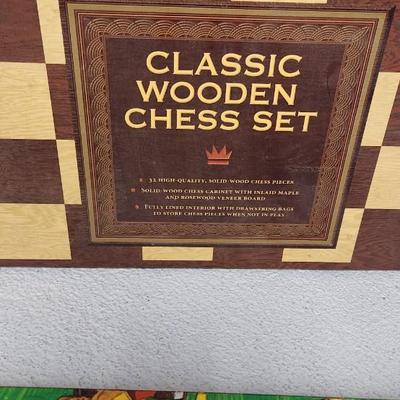 CLASSIC
WOODEN
CHESS SET
32 HIGH-QUALITY, SOLID-WOOD CHESS PIECES
SOLID-WOOD CHESS CABINET WITH INLAID MAPLE
AND ROSEWOOD VENEER BOARD
FULLY LINED INTERIOR WITH DRAWSTRING BAGS
TO STORE CHESS PIECES WHEN NOT IN PLAY